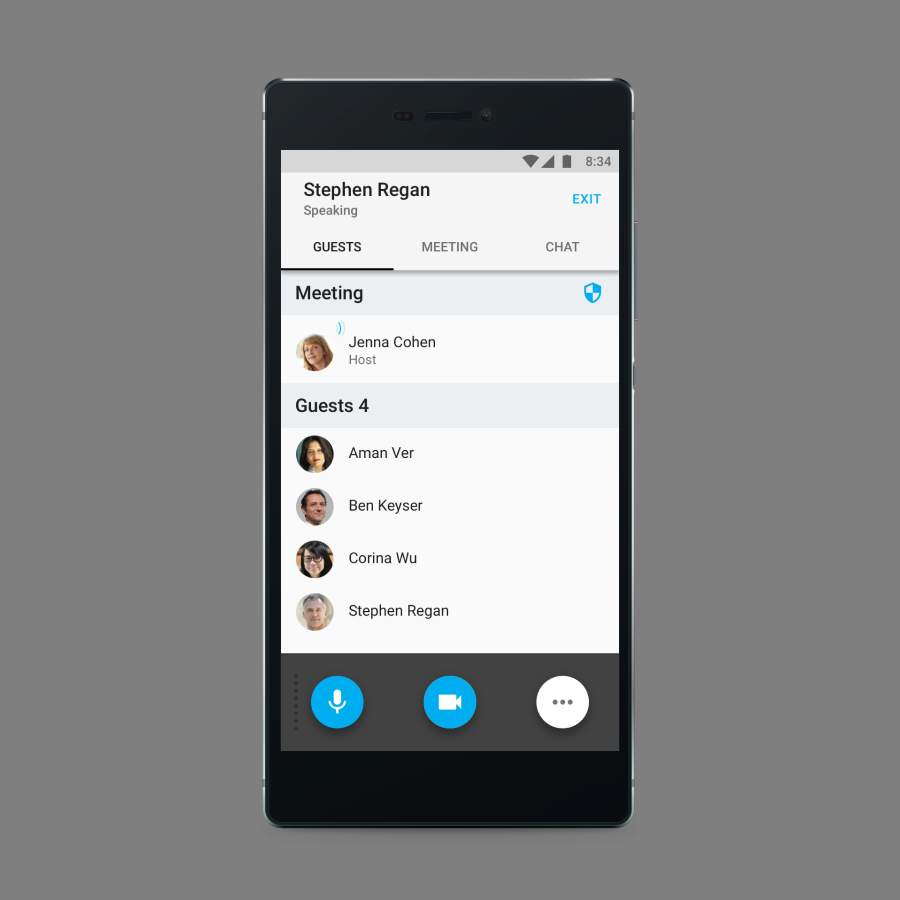 8:34
Stephen Regan
Speaking
EXIT
GUESTS MEETING CHAT
Meeting
Jenna Cohen
Host
Guests 4
Aman Ver
Ben Keyser
Corina Wu
Stephen Regan